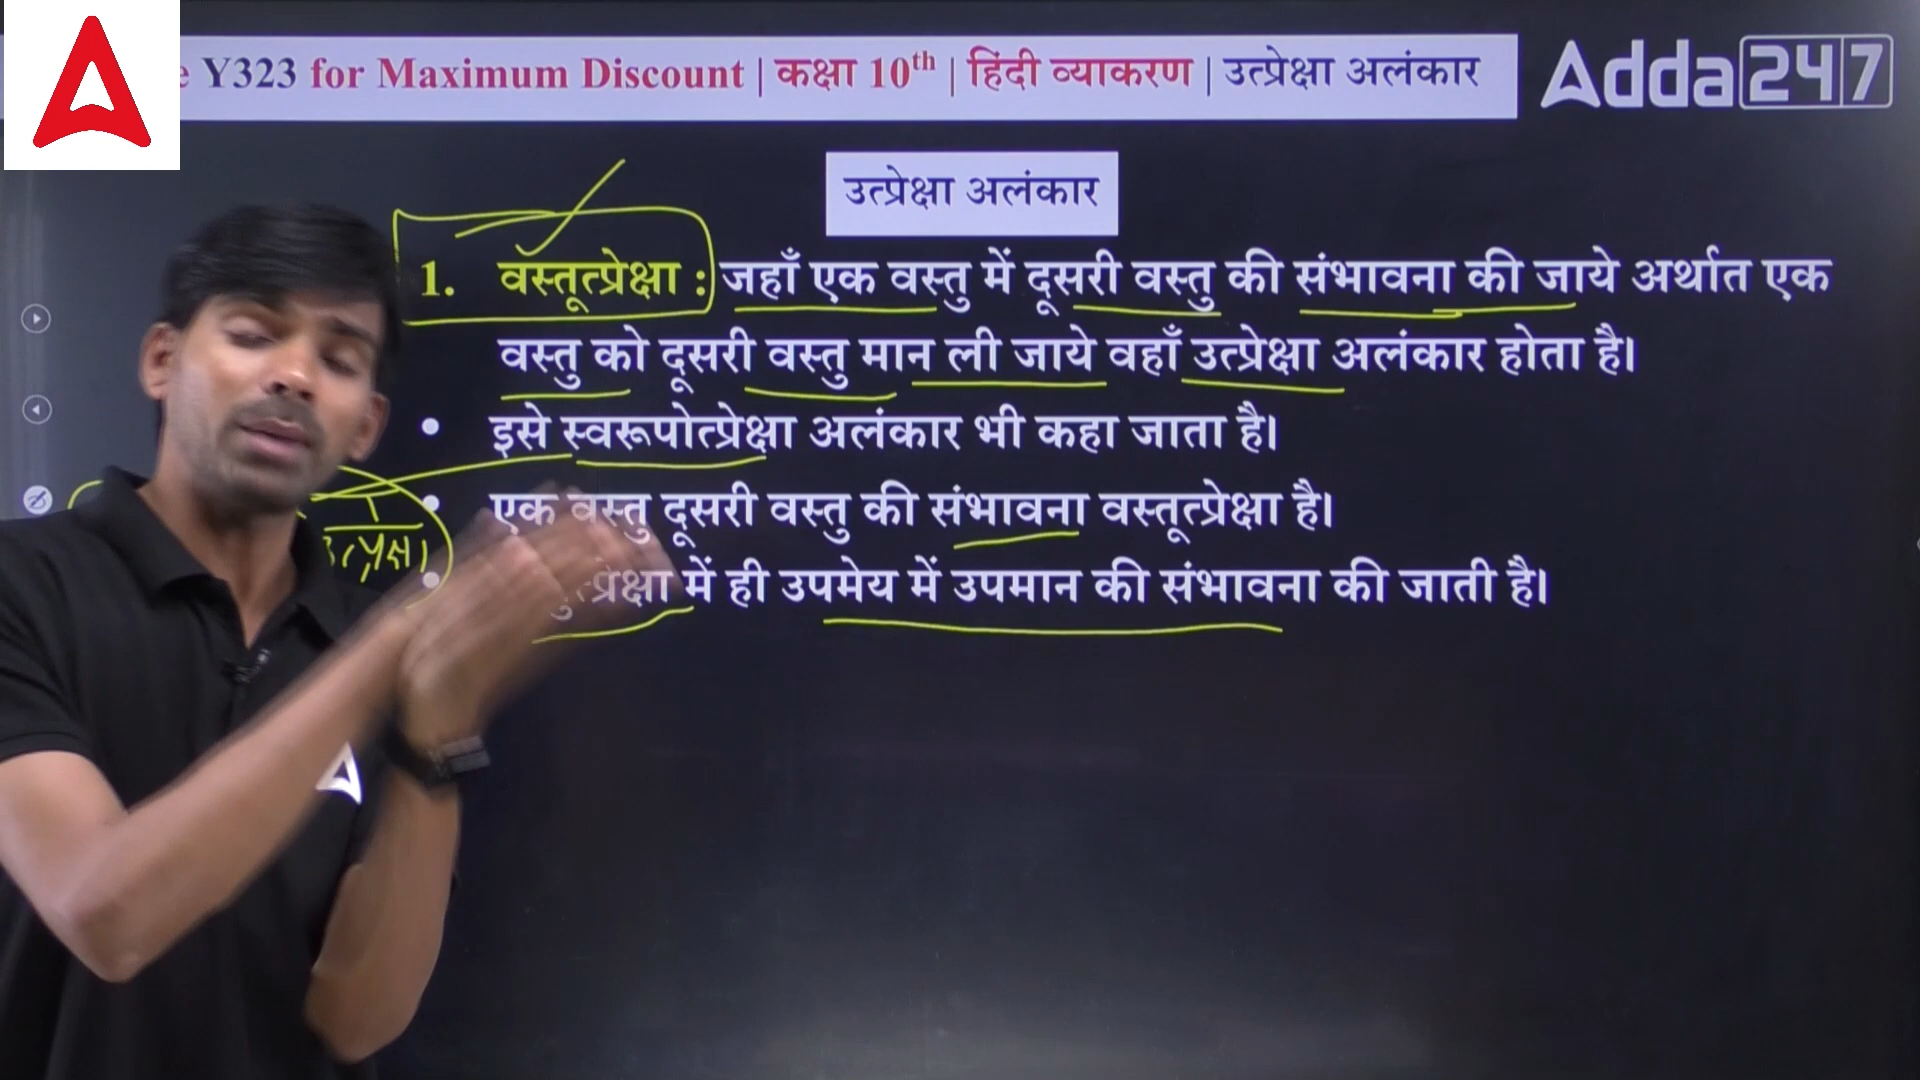 Y323 for Maximum Discount | कक्षा 10th | हिंदी व्याकरण | उत्प्रेक्षा अलंकार
Adda247
उत्प्रेक्षा अलंकार
1. वस्तूत्प्रेक्षा : जहाँ एक वस्तु में दूसरी वस्तु की संभावना की जाये अर्थात एक
वस्तु को दूसरी वस्तु मान ली जाये वहाँ उत्प्रेक्षा अलंकार होता है।
• इसे स्वरूपोत्प्रेक्षा अलंकार भी कहा जाता है।
• एक वस्तु दूसरी वस्तु की संभावना वस्तूत्प्रेक्षा है।
• में ही उपमेय में उपमान की संभावना की जाती है।